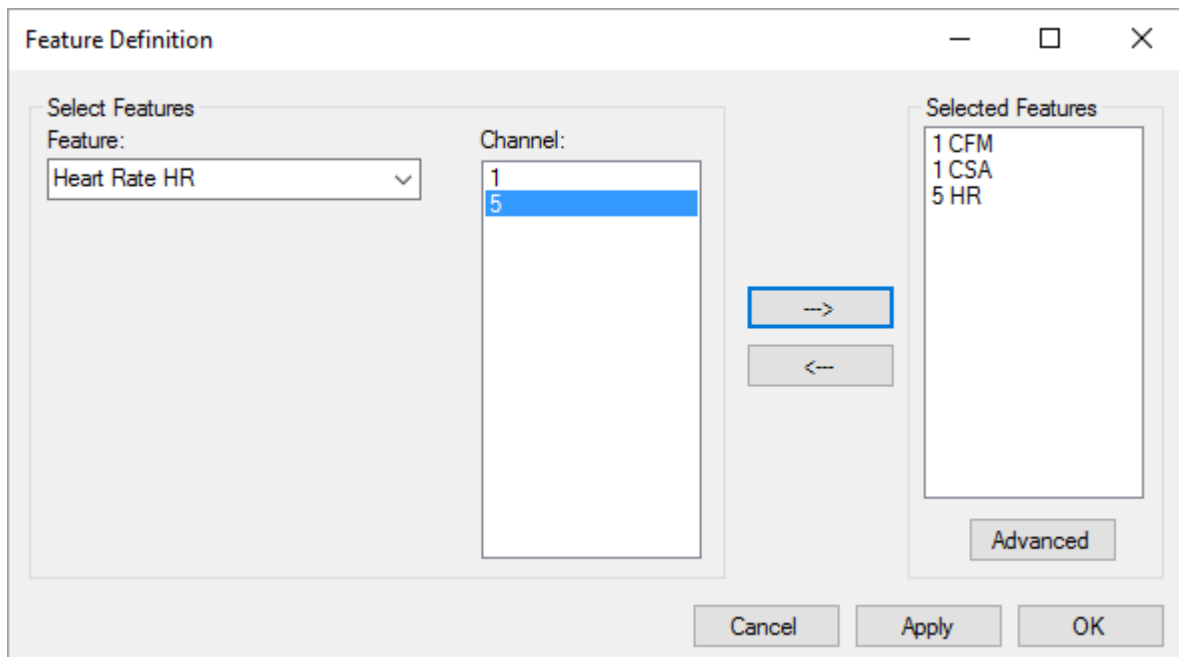 Feature Definition
Select Features
Feature:
Heart Rate HR
Channel:
1
5
--->
<---
Selected Features
1 CFM
1 CSA
5 HR
Advanced
Cancel
Apply
OK